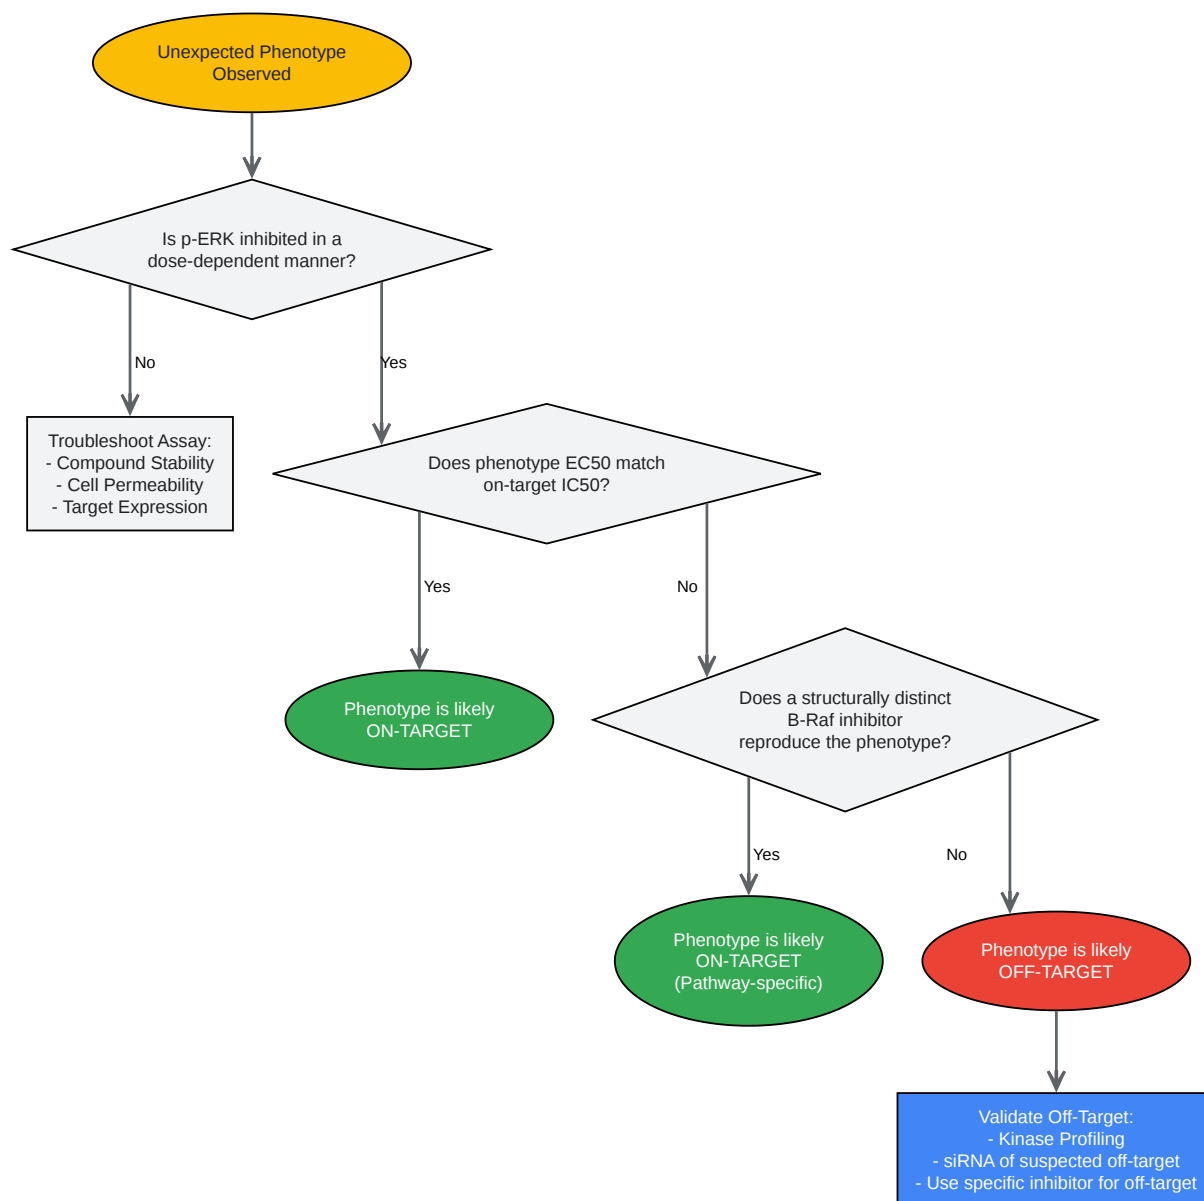 Unexpected Phenotype
Observed
Is p-ERK inhibited in a
dose-dependent manner?
No
Yes
Troubleshoot Assay:
- Compound Stability
- Cell Permeability
- Target Expression
Does phenotype EC50 match
on-target IC50?
Yes
No
Phenotype is likely
ON-TARGET
Does a structurally distinct
B-Raf inhibitor
reproduce the phenotype?
Yes
No
Phenotype is likely
ON-TARGET
(Pathway-specific)
Phenotype is likely
OFF-TARGET
Validate Off-Target:
- Kinase Profiling
- siRNA of suspected off-target
- Use specific inhibitor for off-target